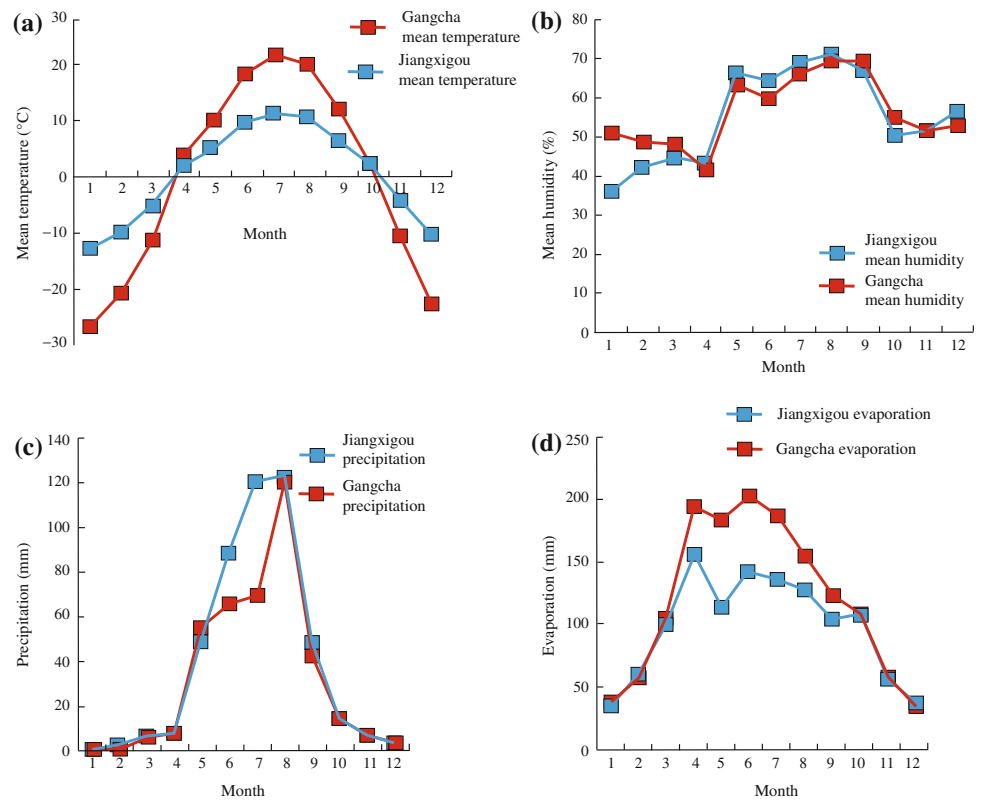 (a)
30
20
10
0
−10
−20
−30
Mean temperature (°C)
Gangcha
mean temperature
Jiangxigou
mean temperature
1 2 3 4 5 6 7 8 9 10 11 12
Month
(b)
80
70
60
50
40
30
20
10
0
Mean humidity (%)
Jiangxigou
mean humidity
Gangcha
mean humidity
1 2 3 4 5 6 7 8 9 10 11 12
Month
(c)
140
120
100
80
60
40
20
0
Precipitation (mm)
Jiangxigou
precipitation
Gangcha
precipitation
1 2 3 4 5 6 7 8 9 10 11 12
Month
(d)
Jiangxigou evaporation
Gangcha evaporation
250
200
150
100
50
0
Evaporation (mm)
1 2 3 4 5 6 7 8 9 10 11 12
Month